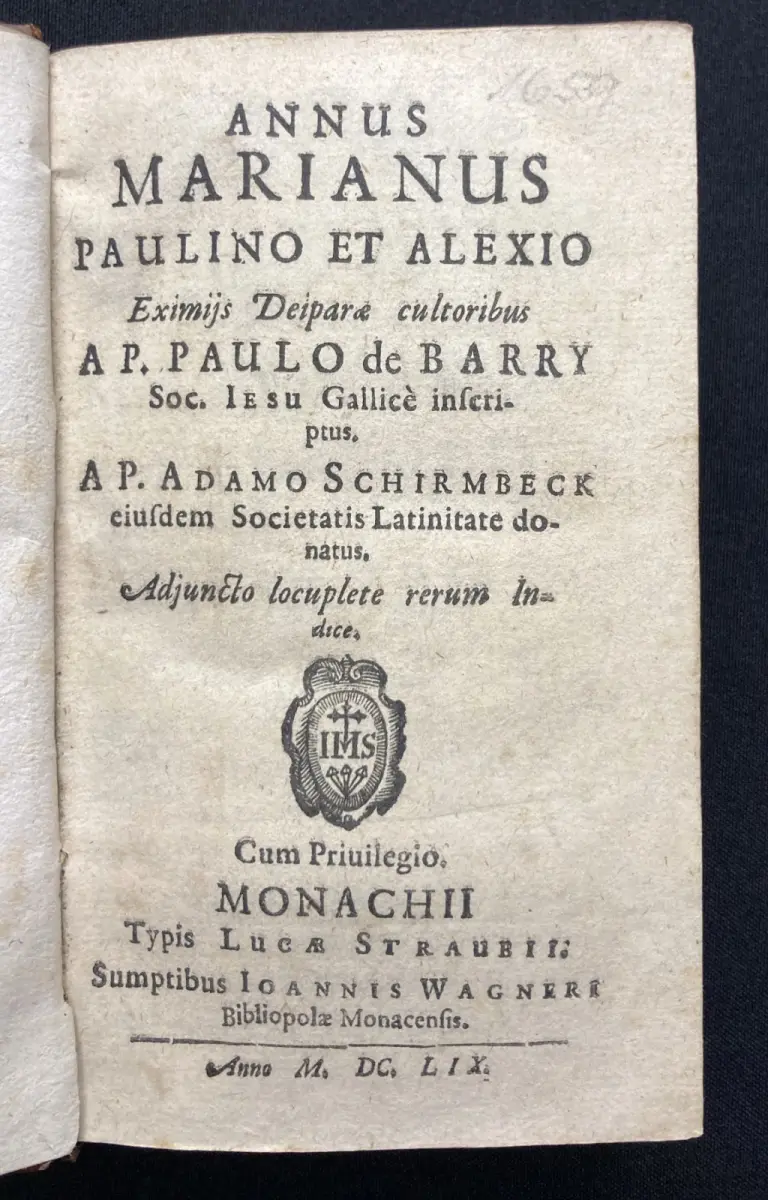 1659
ANNUS
MARIANUS
PAULINO ET ALEXIO
Eximijs Deiparæ cultoribus
A P. PAULO de BARRY
Soc. IESU Gallicè inſcri-
ptus.
A P. ADAMO SCHIRMBECK
eiuſdem Societatis Latinitate do-
natus.
Adjuncto locuplete rerum In-
dice.
IHS
Cum Priuilegio.
MONACHII
Typis LUCÆ STRAUBII.
Sumptibus IOANNIS WAGNERI
Bibliopolæ Monacenſis.
Anno M. DC. LIX.